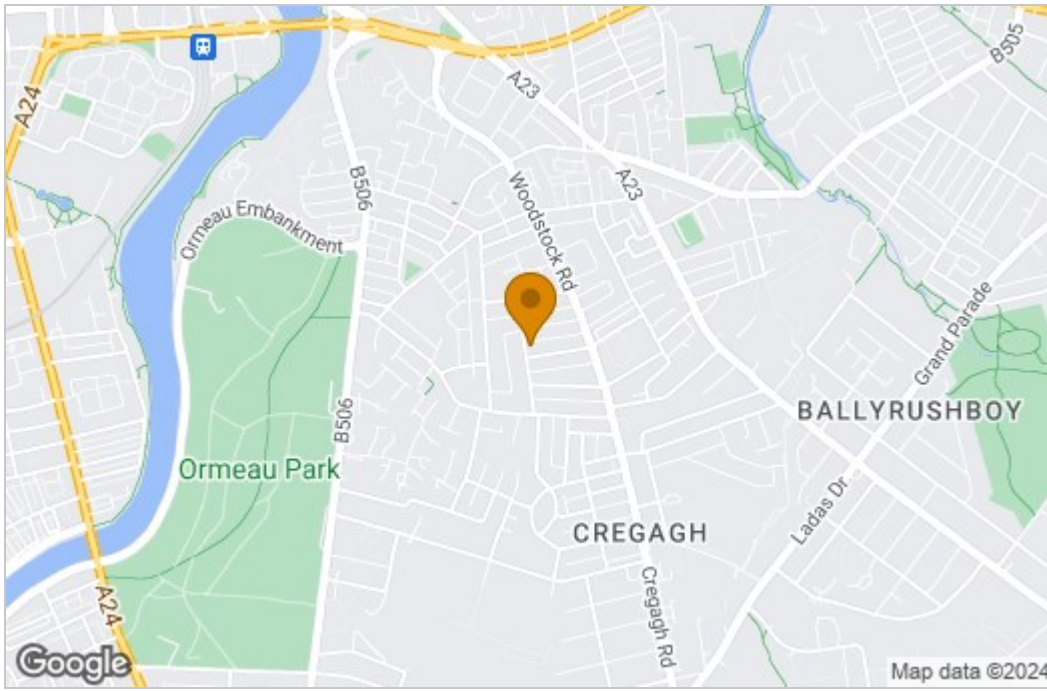 A24
A23
B505
B506
Woodstock Rd
A23
Ormeau Embankment
Grand Parade
B506
BALLYRUSHBOY
Ormeau Park
Ladas Dr
CREGAGH
Cregagh Rd
A24
Google
Map data ©2024